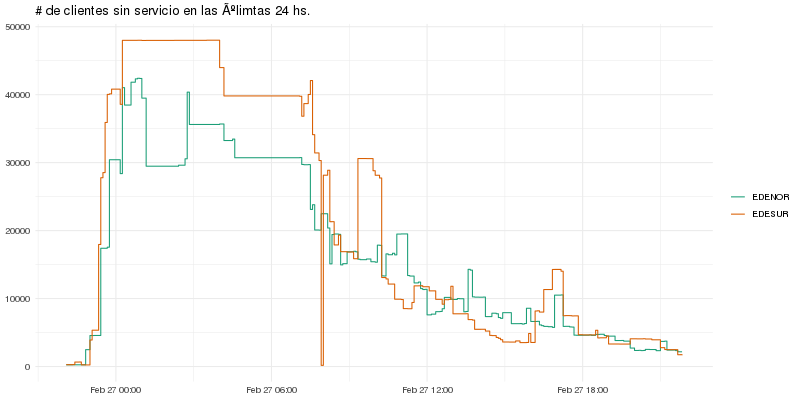 # de clientes sin servicio en las Ãºlimtas 24 hs.
50000
40000
30000
20000
10000
0
Feb 27 00:00
Feb 27 06:00
Feb 27 12:00
Feb 27 18:00
EDENOR
EDESUR